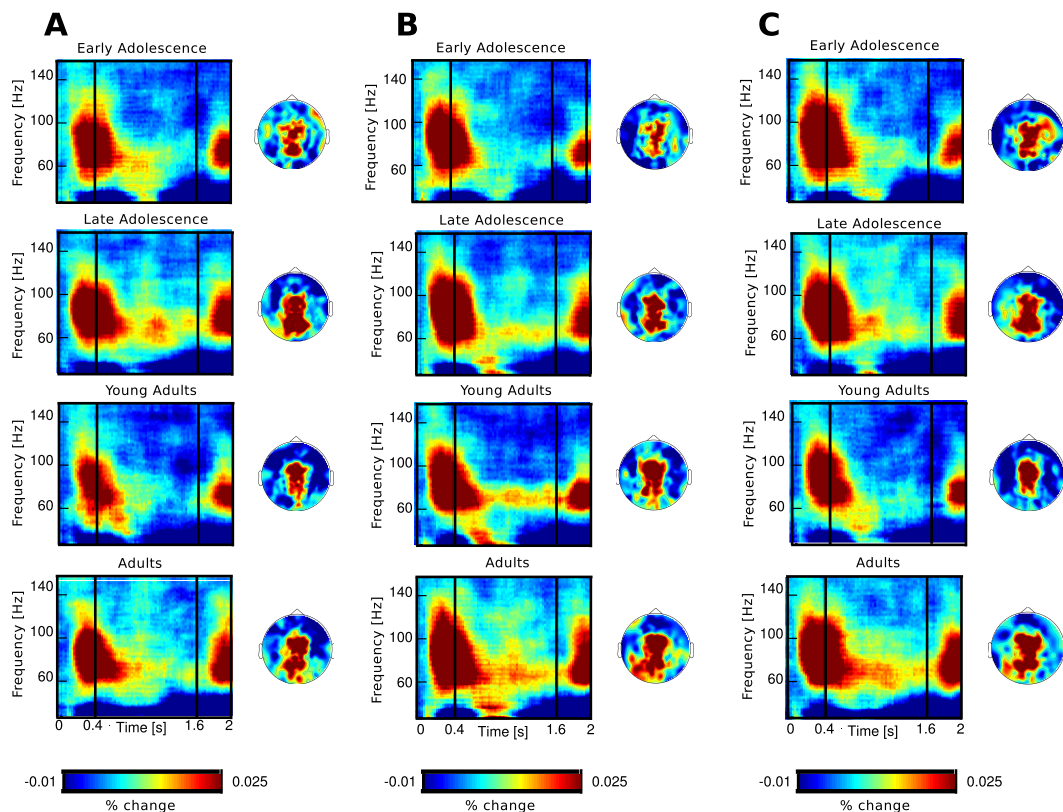 A B C
Early Adolescence Early Adolescence Early Adolescence
Frequency [Hz] 140 100 60 Frequency [Hz] 140 100 60 Frequency [Hz] 140 100 60
Late Adolescence Late Adolescence Late Adolescence
Frequency [Hz] 140 100 60 Frequency [Hz] 140 100 60 Frequency [Hz] 140 100 60
Young Adults Young Adults Young Adults
Frequency [Hz] 140 100 60 Frequency [Hz] 140 100 60 Frequency [Hz] 140 100 60
Adults Adults Adults
Frequency [Hz] 140 100 60 Frequency [Hz] 140 100 60 Frequency [Hz] 140 100 60
0 0.4 Time [s] 1.6 2 0 0.4 Time [s] 1.6 2 0 0.4 Time [s] 1.6 2
-0.01 0.025 -0.01 0.025 -0.01 0.025
% change % change % change